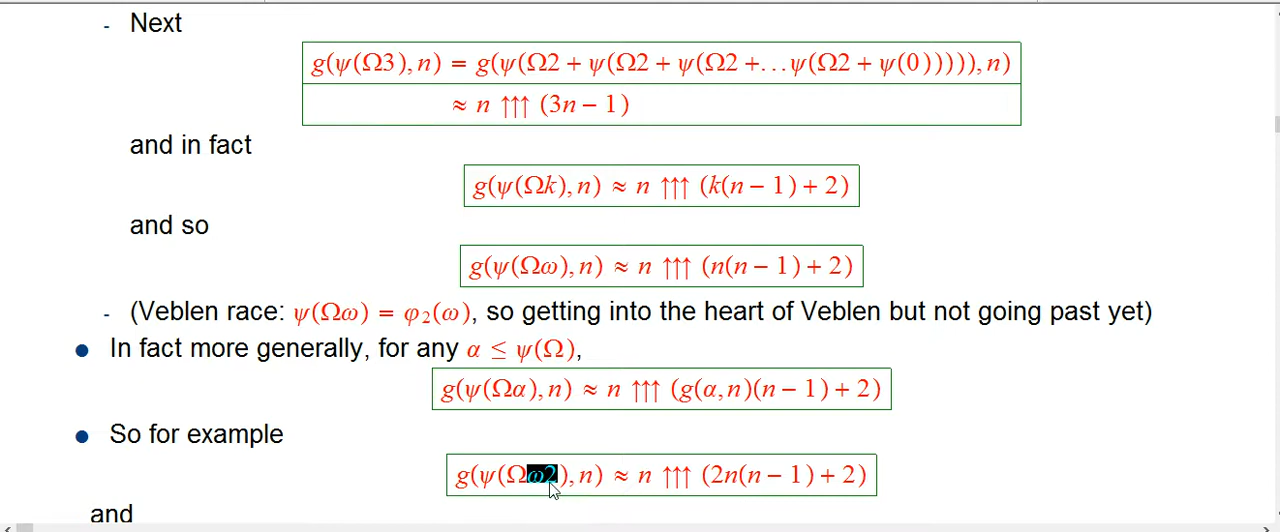 - Next
g(ψ(Ω3), n) = g(ψ(Ω2 + ψ(Ω2 + ψ(Ω2 +…ψ(Ω2 + ψ(0))))), n)
≈ n ↑↑↑ (3n − 1)
and in fact
g(ψ(Ωk), n) ≈ n ↑↑↑ (k(n − 1) + 2)
and so
g(ψ(Ωω), n) ≈ n ↑↑↑ (n(n − 1) + 2)
- (Veblen race: ψ(Ωω) = φ₂(ω), so getting into the heart of Veblen but not going past yet)
● In fact more generally, for any α ≤ ψ(Ω),
g(ψ(Ωα), n) ≈ n ↑↑↑ (g(α, n)(n − 1) + 2)
● So for example
g(ψ(Ωω2), n) ≈ n ↑↑↑ (2n(n − 1) + 2)
and